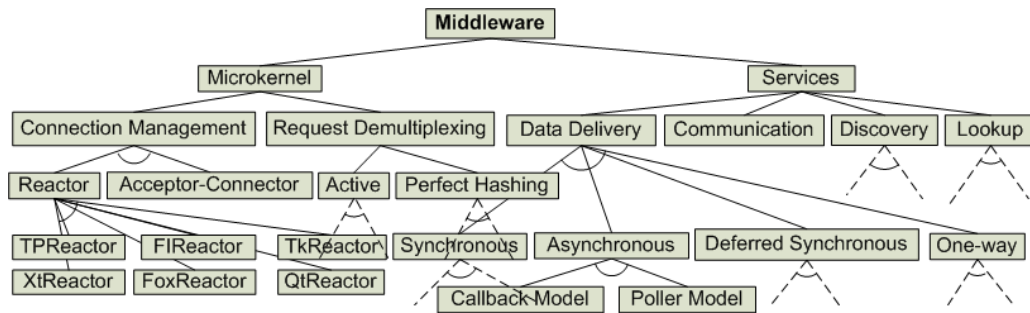 Middleware
Microkernel
Services
Connection Management
Request Demultiplexing
Data Delivery
Communication
Discovery
Lookup
Reactor
Acceptor-Connector
Active
Perfect Hashing
TPReactor
FlReactor
TkReactor
Synchronous
Asynchronous
Deferred Synchronous
One-way
XtReactor
FoxReactor
QtReactor
Callback Model
Poller Model